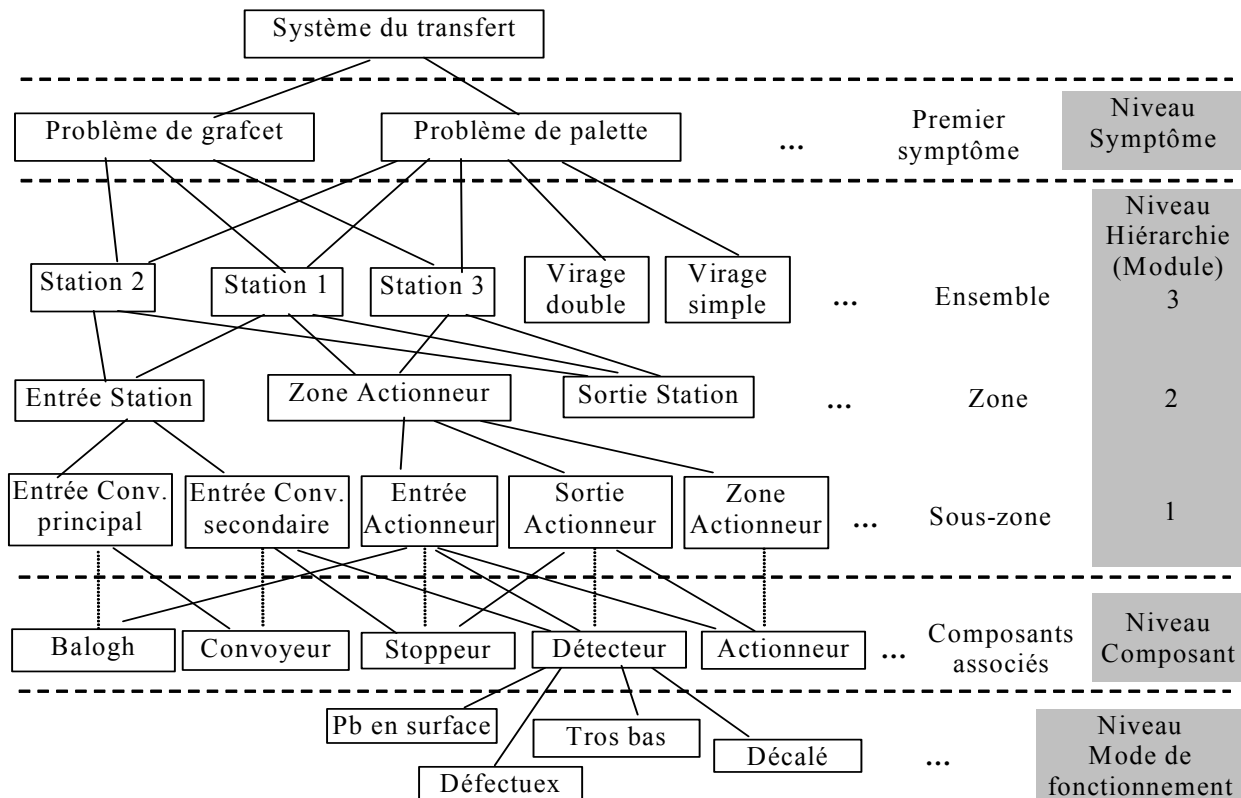 Système du transfert
Problème de grafcet
Problème de palette
...
Premier
symptôme
Niveau
Symptôme
Niveau
Hiérarchie
(Module)
Station 2
Station 1
Station 3
Virage
double
Virage
simple
...
Ensemble
3
Entrée Station
Zone Actionneur
Sortie Station
...
Zone
2
Entrée Conv.
principal
Entrée Conv.
secondaire
Entrée
Actionneur
Sortie
Actionneur
Zone
Actionneur
...
Sous-zone
1
Balogh
Convoyeur
Stoppeur
Détecteur
Actionneur
...
Composants
associés
Niveau
Composant
Pb en surface
Défectuex
Tros bas
Décalé
...
Niveau
Mode de
fonctionnement